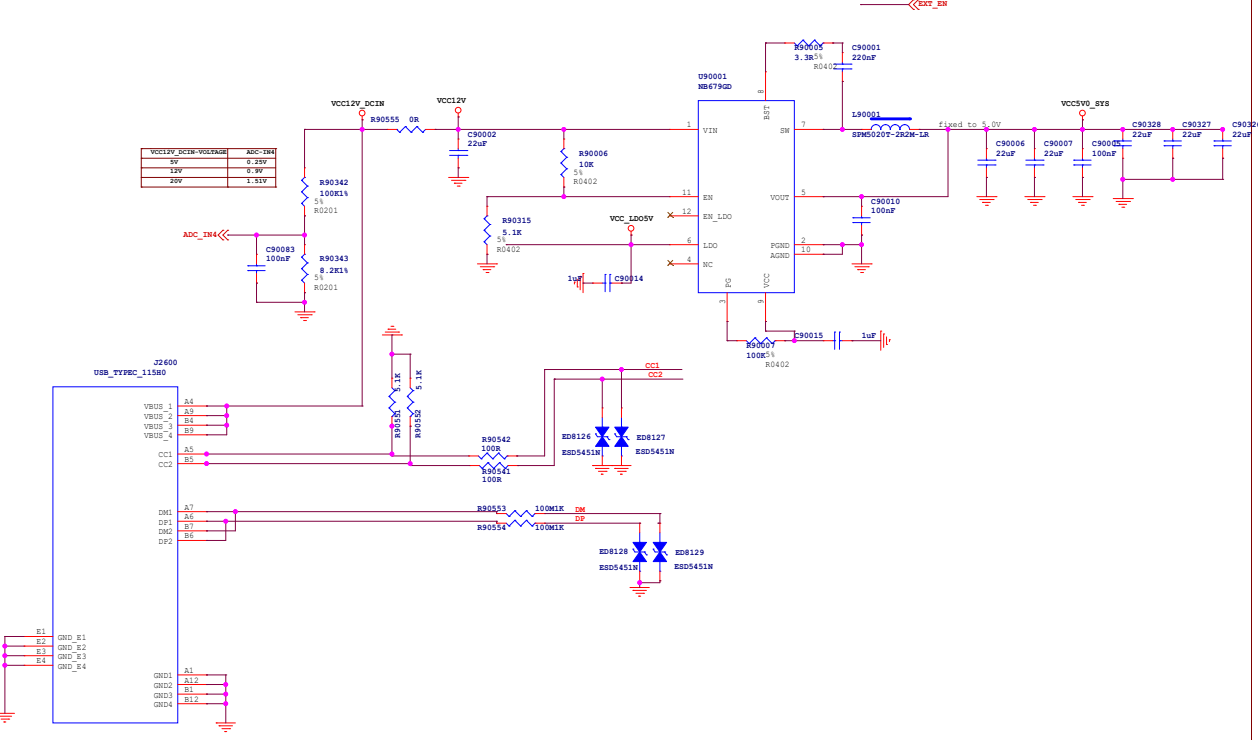 EXT_EN
R90005
3.3R 5%
R0402
C90001
220nF
U90001
NB679GD
VCC12V_DCIN
VCC12V
R90555 0R
C90002
22uF
8
BST
1 VIN
SW 7
L90001
SPM5020T-2R2M-LR
fixed to 5.0V
VCC5V0_SYS
C90006
22uF
C90007
22uF
C90005
100nF
C90328
22uF
C90327
22uF
22uF
VCC12V_DCIN-VOLTAGE ADC-IN4
5V 0.25V
12V 0.9V
20V 1.51V
R90006
10K
5%
R0402
R90342
100K1%
5%
R0201
11 EN
12 EN_LDO
6 LDO
4 NC
VOUT 5
PGND 2
AGND 10
C90010
100nF
R90315
5.1K
5%
R0402
VCC_LDO5V
1uF C90014
ADC_IN4
C90083
100nF
R90343
8.2K1%
5%
R0201
PG
VCC
3
9
R90007
100K 5%
R0402
C90015 1uF
J2600
USB_TYPEC_115H0
5.1K
R90551
5.1K
R90552
CC1
CC2
VBUS_1 A4
VBUS_2 A9
VBUS_3 B4
VBUS_4 B9
CC1 A5
CC2 B5
R90542
100R
R90541
100R
ED8126
ESD5451N
ED8127
ESD5451N
DM1 A7
DP1 A6
DM2 B7
DP2 B6
R90553 100M1K DM
R90554 100M1K DP
ED8128
ESD5451N
ED8129
ESD5451N
E1 GND_E1
E2 GND_E2
E3 GND_E3
E4 GND_E4
GND1 A1
GND2 A12
GND3 B1
GND4 B12